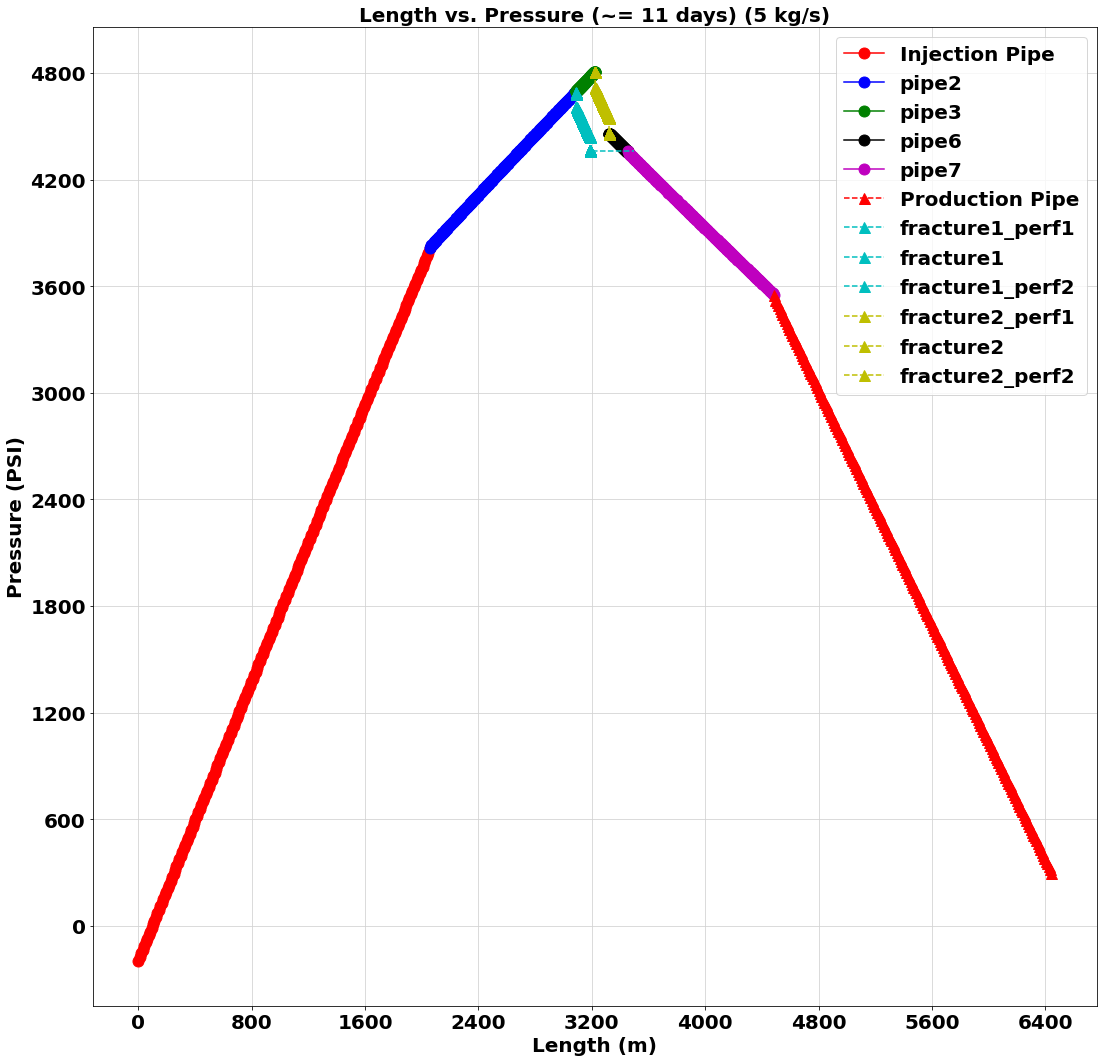 Length vs. Pressure (~= 11 days) (5 kg/s)
Injection Pipe
pipe2
pipe3
pipe6
pipe7
Production Pipe
fracture1_perf1
fracture1
fracture1_perf2
fracture2_perf1
fracture2
fracture2_perf2
Pressure (PSI)
4800
4200
3600
3000
2400
1800
1200
600
0
0 800 1600 2400 3200 4000 4800 5600 6400
Length (m)